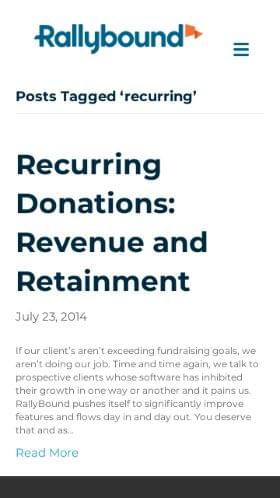 Rallybound
Posts Tagged ‘recurring’
Recurring
Donations:
Revenue and
Retainment
July 23, 2014
If our client’s aren’t exceeding fundraising goals, we
aren’t doing our job. Time and time again, we talk to
prospective clients whose software has inhibited
their growth in one way or another and it pains us.
RallyBound pushes itself to significantly improve
features and flows day in and day out. You deserve
that and as...
Read More